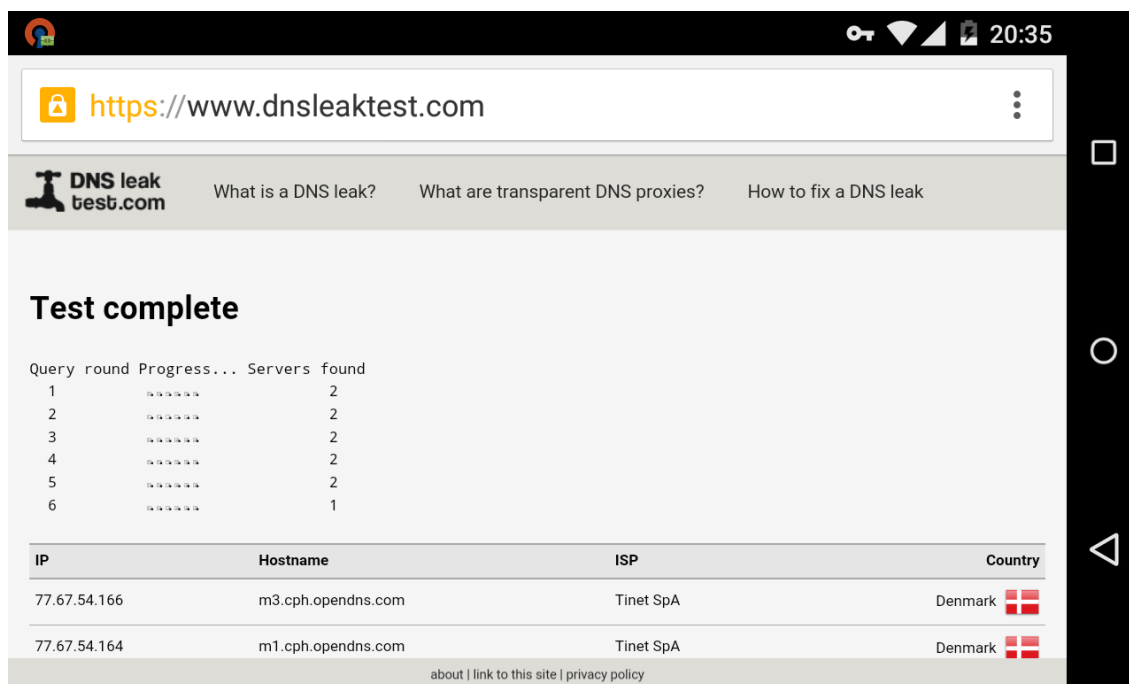 20:35
https://www.dnsleaktest.com
DNS leak
test.com
What is a DNS leak? What are transparent DNS proxies? How to fix a DNS leak
Test complete
Query round Progress... Servers found
1 ...... 2
2 ...... 2
3 ...... 2
4 ...... 2
5 ...... 2
6 ...... 1
IP Hostname ISP Country
77.67.54.166 m3.cph.opendns.com Tinet SpA Denmark
77.67.54.164 m1.cph.opendns.com Tinet SpA Denmark
about | link to this site | privacy policy